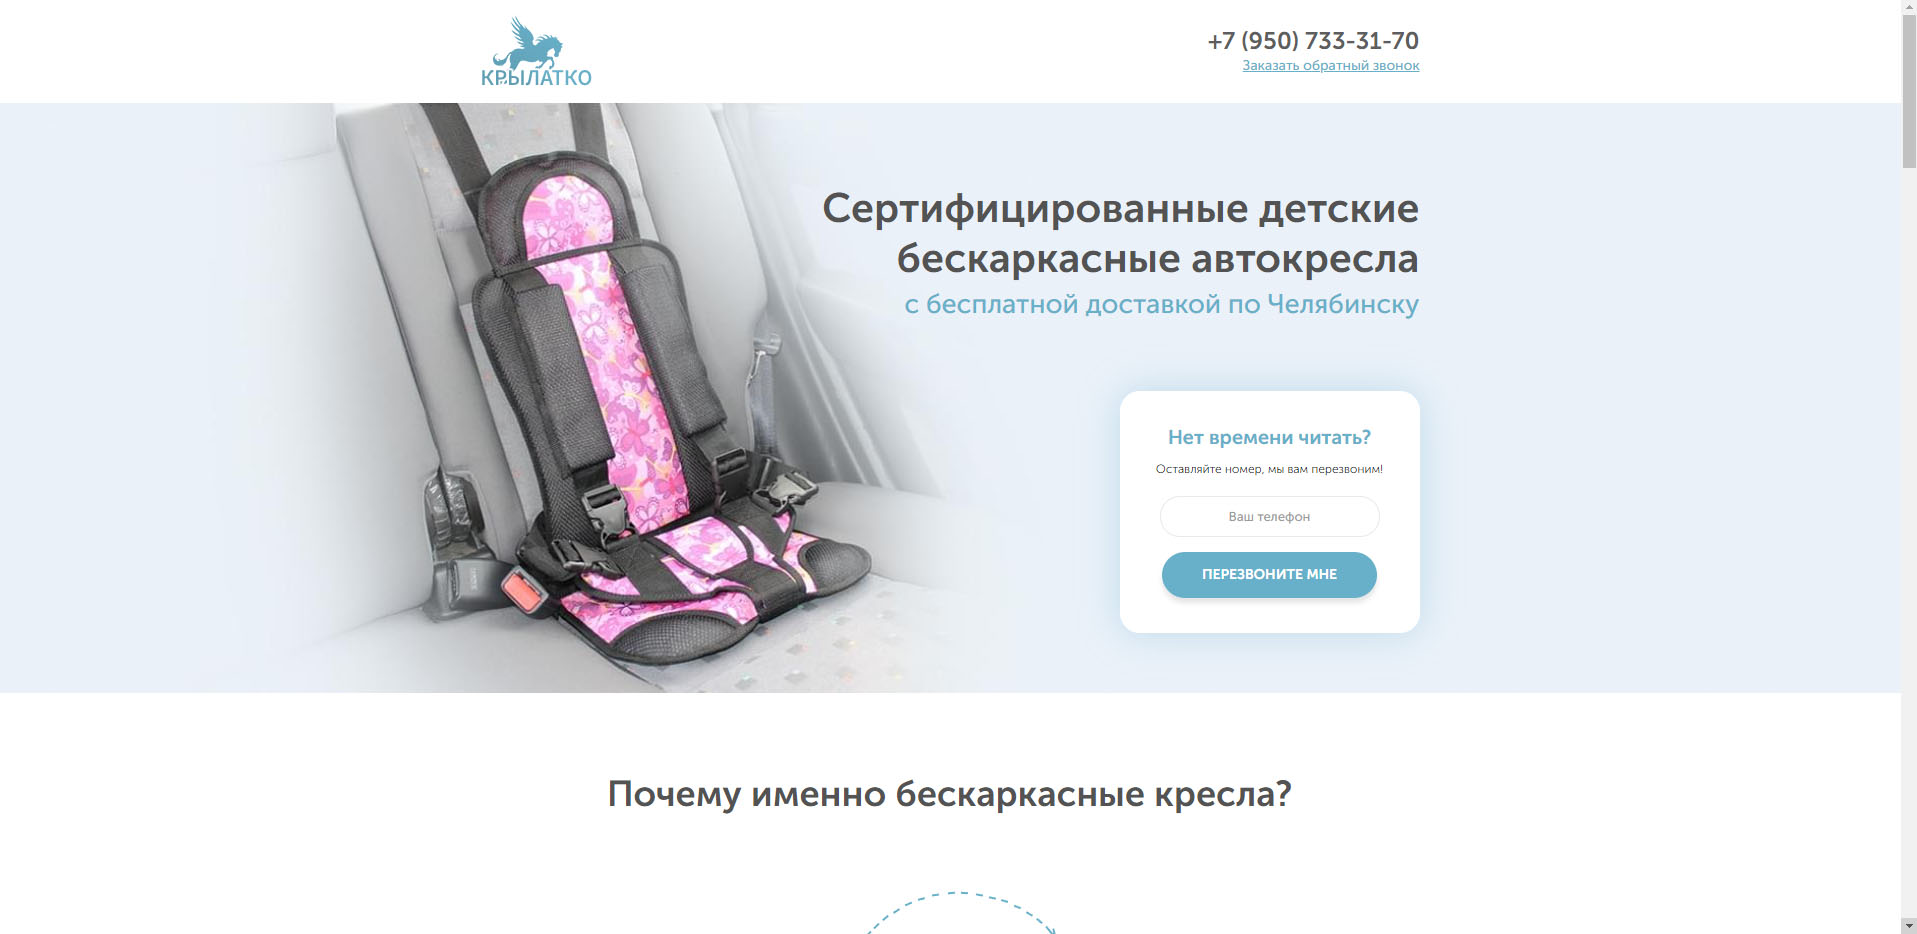 КРЫЛАТКО
+7 (950) 733-31-70
Заказать обратный звонок
Сертифицированные детские
бескаркасные автокресла
с бесплатной доставкой по Челябинску
Нет времени читать?
Оставляйте номер, мы вам перезвоним!
Ваш телефон
ПЕРЕЗВОНИТЕ МНЕ
Почему именно бескаркасные кресла?